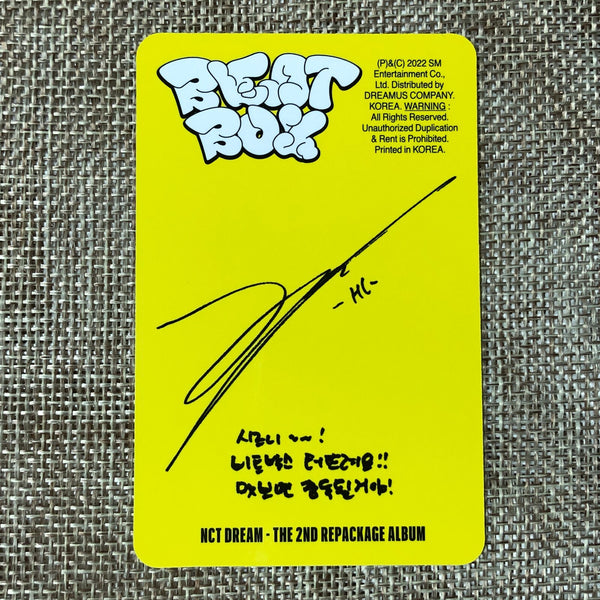 BEAT
BOX
(P)&(C) 2022 SM
Entertainment Co.,
Ltd. Distributed by
DREAMUS COMPANY.
KOREA. WARNING :
All Rights Reserved.
Unauthorized Duplication
& Rent is Prohibited.
Printed in KOREA.
- HC -
시즈니 ~~!
비트박스 터트려요!!
맛보면 중독될거야!
NCT DREAM - THE 2ND REPACKAGE ALBUM